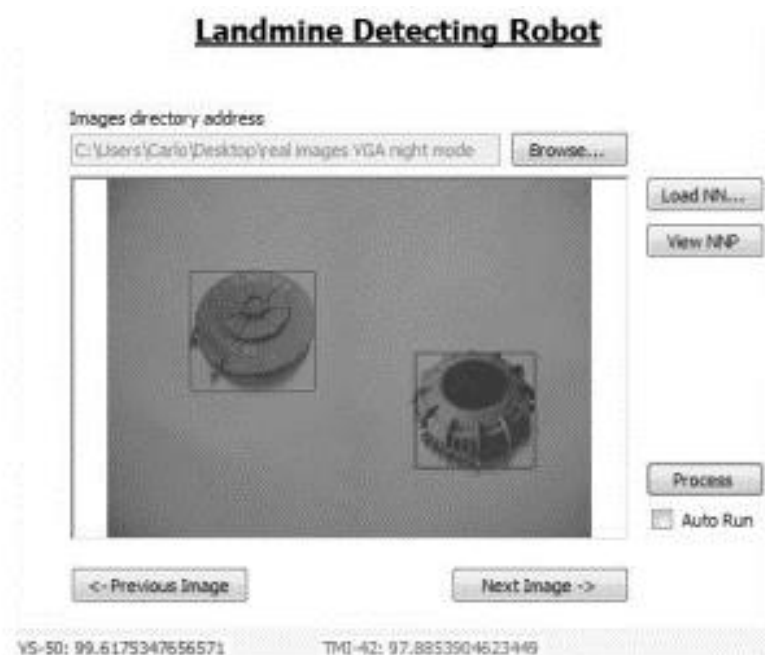 Landmine Detecting Robot
Images directory address
C:\Users\Carlo\Desktop\real images VGA night mode
Browse...
Load NN...
View NNP
Process
Auto Run
<- Previous Image
Next Image ->
VS-50: 99.6175347656571
TMI-42: 97.8853904623449